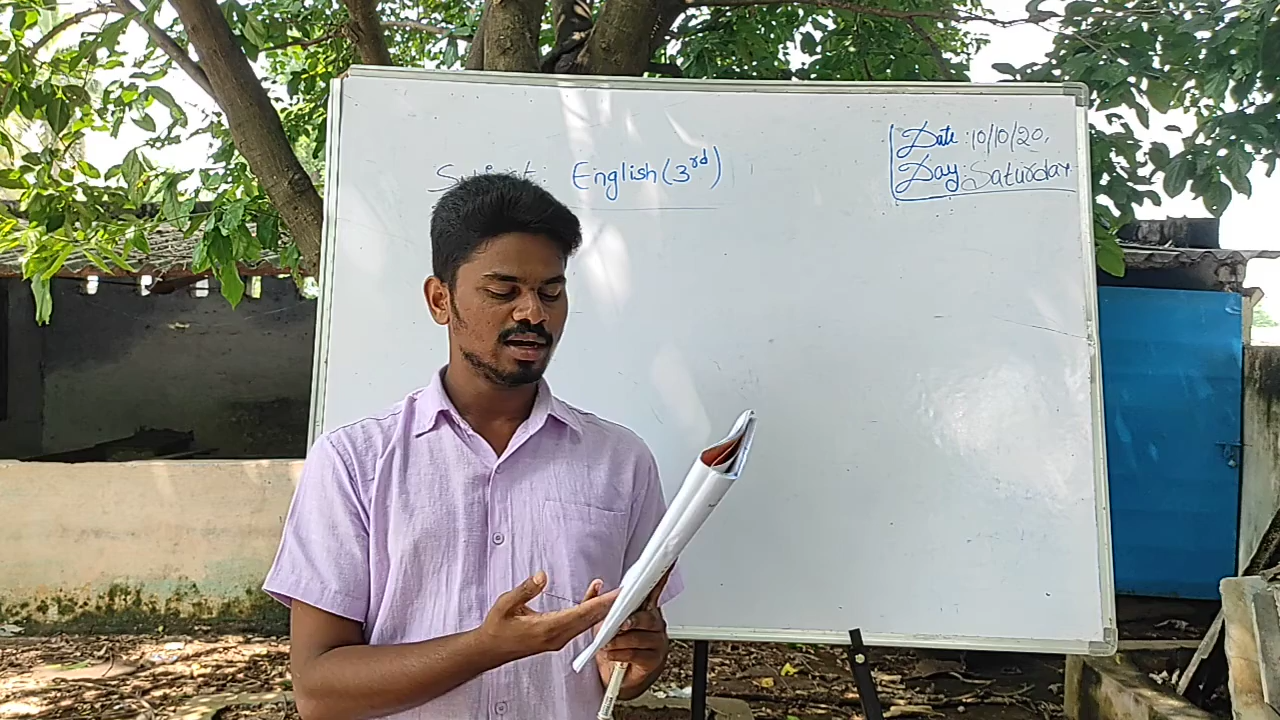 English (3rd)
Date : 10/10/20.
Day : Saturday